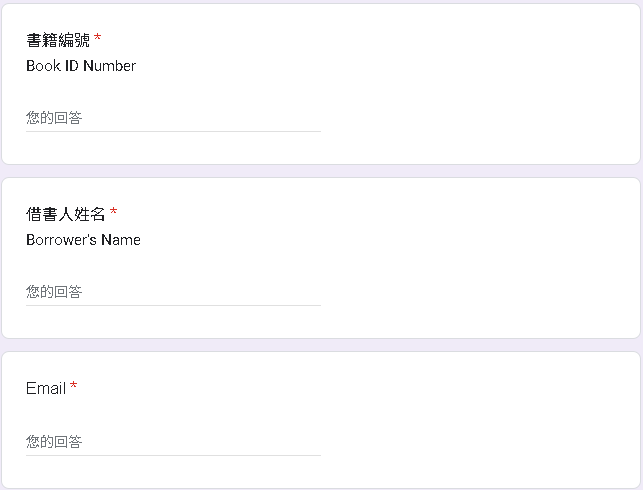 書籍編號 *
Book ID Number
您的回答
借書人姓名 *
Borrower's Name
您的回答
Email *
您的回答